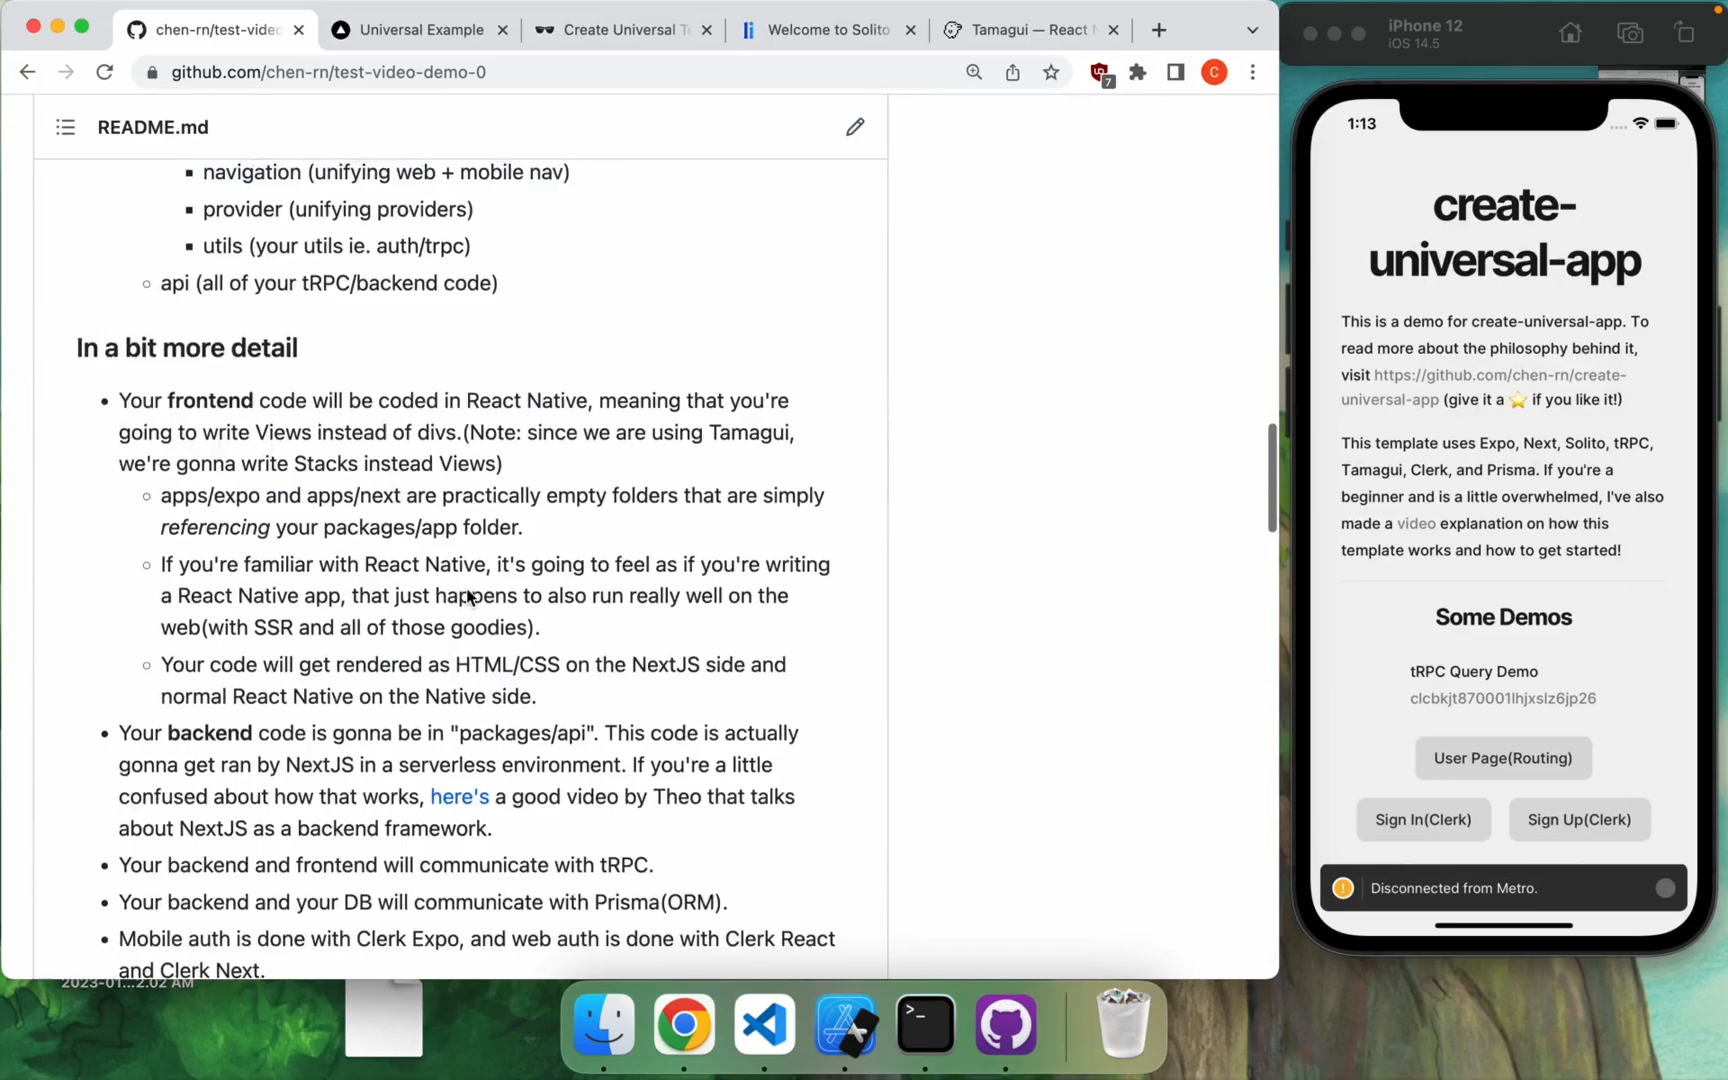 chen-rn/test-video
Universal Example
Create Universal T
Welcome to Solito
Tamagui — React N
github.com/chen-rn/test-video-demo-0
7
C
README.md
navigation (unifying web + mobile nav)
provider (unifying providers)
utils (your utils ie. auth/trpc)
api (all of your tRPC/backend code)
In a bit more detail
Your frontend code will be coded in React Native, meaning that you're
going to write Views instead of divs.(Note: since we are using Tamagui,
we're gonna write Stacks instead Views)
apps/expo and apps/next are practically empty folders that are simply
referencing your packages/app folder.
If you're familiar with React Native, it's going to feel as if you're writing
a React Native app, that just happens to also run really well on the
web(with SSR and all of those goodies).
Your code will get rendered as HTML/CSS on the NextJS side and
normal React Native on the Native side.
Your backend code is gonna be in "packages/api". This code is actually
gonna get ran by NextJS in a serverless environment. If you're a little
confused about how that works, here's a good video by Theo that talks
about NextJS as a backend framework.
Your backend and frontend will communicate with tRPC.
Your backend and your DB will communicate with Prisma(ORM).
Mobile auth is done with Clerk Expo, and web auth is done with Clerk React
and Clerk Next.
2023-01...2.02 AM
iPhone 12
iOS 14.5
1:13
create-
universal-app
This is a demo for create-universal-app. To
read more about the philosophy behind it,
visit https://github.com/chen-rn/create-
universal-app (give it a ⭐ if you like it!)
This template uses Expo, Next, Solito, tRPC,
Tamagui, Clerk, and Prisma. If you're a
beginner and is a little overwhelmed, I've also
made a video explanation on how this
template works and how to get started!
Some Demos
tRPC Query Demo
clcbkjt870001lhjxslz6jp26
User Page(Routing)
Sign In(Clerk)
Sign Up(Clerk)
Disconnected from Metro.